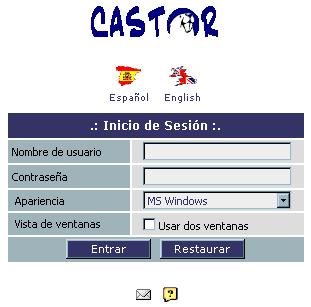 CASTOR
Español English
.: Inicio de Sesión :.
Nombre de usuario
Contraseña
Apariencia MS Windows
Vista de ventanas Usar dos ventanas
Entrar Restaurar
?